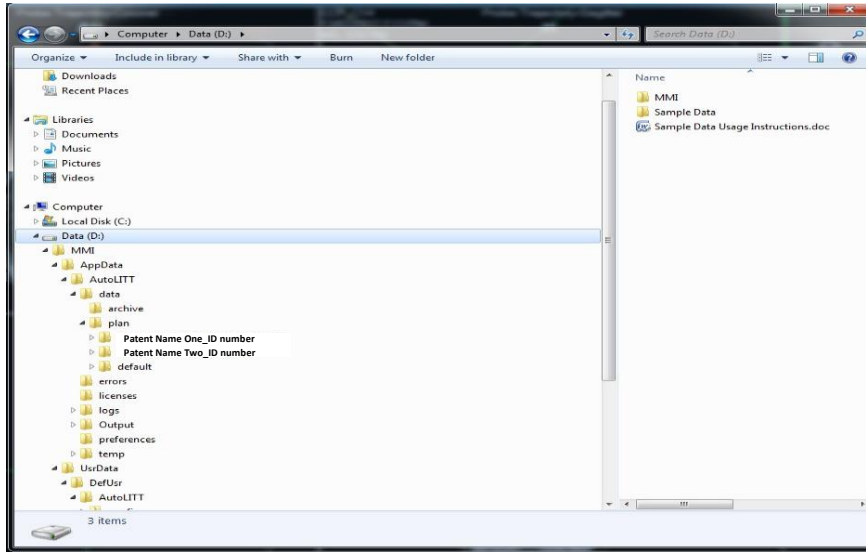 Computer ▸ Data (D:) ▸
Search Data (D:)
Organize Include in library Share with Burn New folder
Downloads
Recent Places
Libraries
Documents
Music
Pictures
Videos
Computer
Local Disk (C:)
Data (D:)
MMI
AppData
AutoLITT
data
archive
plan
Patent Name One_ID number
Patent Name Two_ID number
default
errors
licenses
logs
Output
preferences
temp
UsrData
DefUsr
AutoLITT
Name
MMI
Sample Data
Sample Data Usage Instructions.doc
3 items